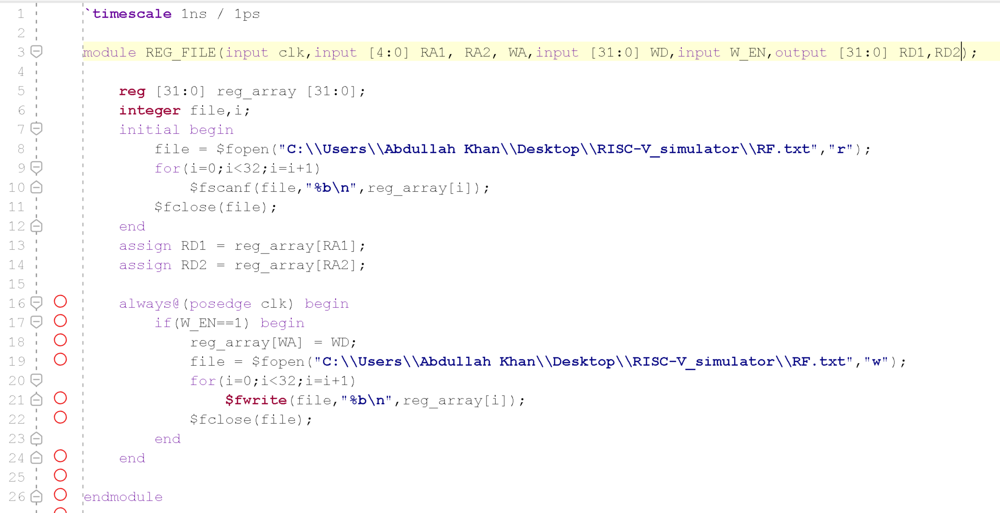 1 `timescale 1ns / 1ps
2
3 module REG_FILE(input clk,input [4:0] RA1, RA2, WA,input [31:0] WD,input W_EN,output [31:0] RD1,RD2);
4
5     reg [31:0] reg_array [31:0];
6     integer file,i;
7     initial begin
8         file = $fopen("C:\\Users\\Abdullah Khan\\Desktop\\RISC-V_simulator\\RF.txt","r");
9         for(i=0;i<32;i=i+1)
10             $fscanf(file,"%b\n",reg_array[i]);
11         $fclose(file);
12     end
13     assign RD1 = reg_array[RA1];
14     assign RD2 = reg_array[RA2];
15
16     always@(posedge clk) begin
17         if(W_EN==1) begin
18             reg_array[WA] = WD;
19             file = $fopen("C:\\Users\\Abdullah Khan\\Desktop\\RISC-V_simulator\\RF.txt","w");
20             for(i=0;i<32;i=i+1)
21                 $fwrite(file,"%b\n",reg_array[i]);
22             $fclose(file);
23         end
24     end
25
26 endmodule